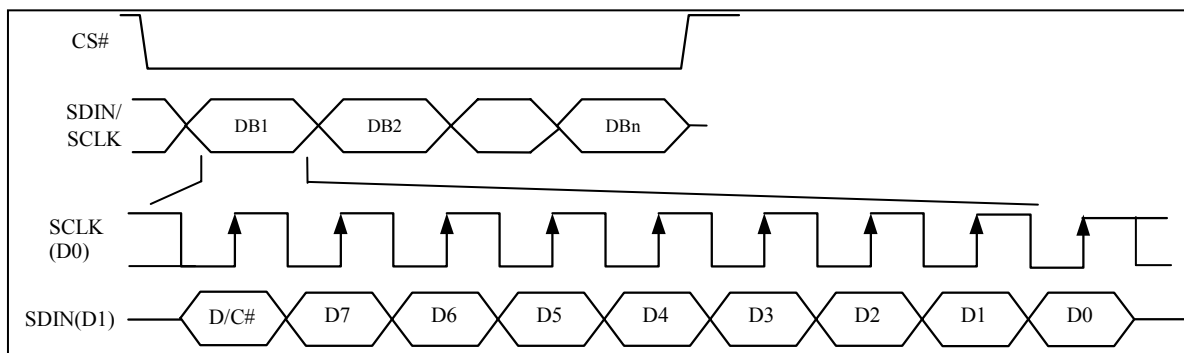 CS#
SDIN/
SCLK
DB1 DB2 DBn
SCLK
(D0)
SDIN(D1) D/C# D7 D6 D5 D4 D3 D2 D1 D0